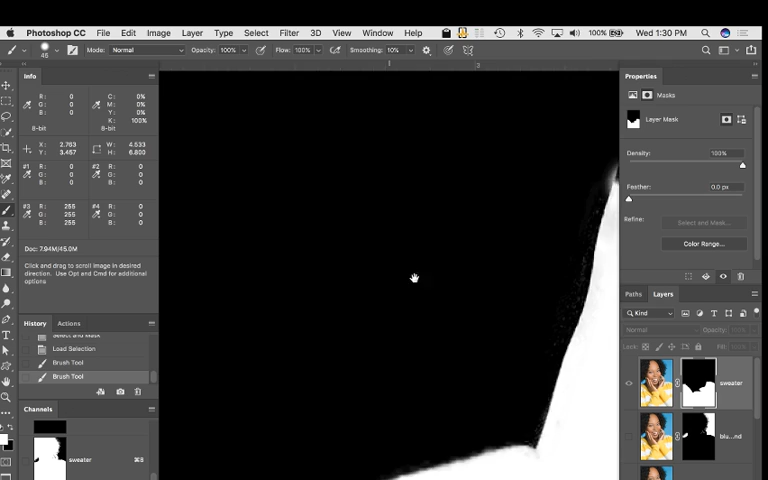 Photoshop CC File Edit Image Layer Type Select Filter 3D View Window Help 100% Wed 1:30 PM
45 Mode: Normal Opacity: 100% Flow: 100% Smoothing: 10%
3
Info
R: 0 C: 0%
G: 0 M: 0%
B: 0 Y: 0%
K: 100%
8-bit 8-bit
X: 2.763 W: 4.533
Y: 3.457 H: 6.800
#1 R: 0 #2 R: 0
G: 0 G: 0
B: 0 B: 0
#3 R: 255 #4 R: 0
G: 255 G: 0
B: 255 B: 0
Doc: 7.94M/45.0M
Click and drag to scroll image in desired
direction. Use Opt and Cmd for additional
options
History Actions
Select and Mask
Load Selection
Brush Tool
Brush Tool
Channels
sweater ⌘8
Properties
Masks
Layer Mask
Density: 100%
Feather: 0.0 px
Refine: Select and Mask...
Color Range...
Paths Layers
Kind
Normal Opacity:
Lock: Fill:
sweater
blu...nd